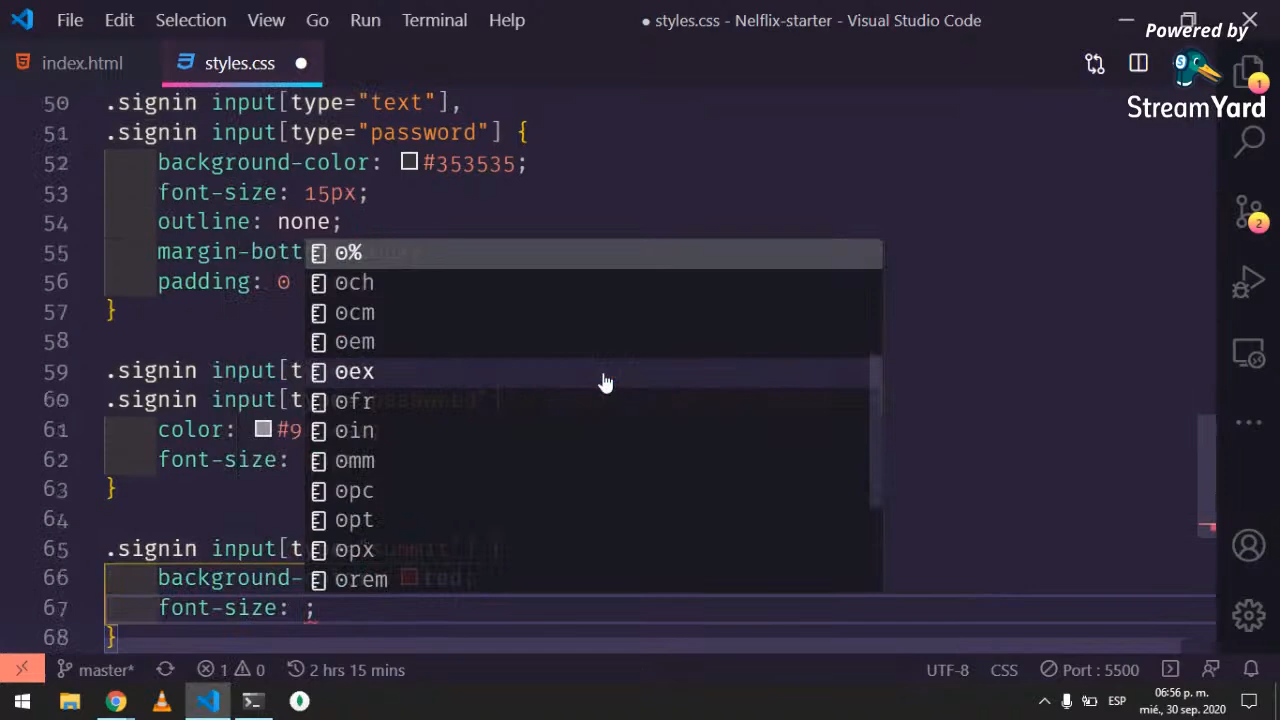 File Edit Selection View Go Run Terminal Help
styles.css - Nelflix-starter - Visual Studio Code
Powered by
StreamYard
index.html
styles.css
50 .signin input[type="text"],
51 .signin input[type="password"] {
52 background-color: #353535;
53 font-size: 15px;
54 outline: none;
55 margin-bott
56 padding: 0
57 }
58
59 .signin input[t
60 .signin input[t
61 color: #9
62 font-size:
63 }
64
65 .signin input[t
66 background- red;
67 font-size: ;
68 }
0%
0ch
0cm
0em
0ex
0fr
0in
0mm
0pc
0pt
0px
0rem
1
2
master* 1 0 2 hrs 15 mins
UTF-8 CSS Port : 5500
ESP
06:56 p. m.
mié., 30 sep. 2020